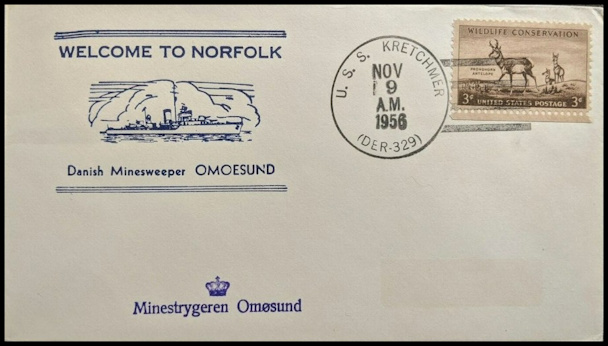 WELCOME TO NORFOLK
Danish Minesweeper OMOESUND
U. S. S. KRETCHMER
NOV
9
A.M.
1956
(DER-329)
WILDLIFE CONSERVATION
PRONGHORN
ANTELOPE
3¢ 3¢
UNITED STATES POSTAGE
Minestrygeren Omøsund